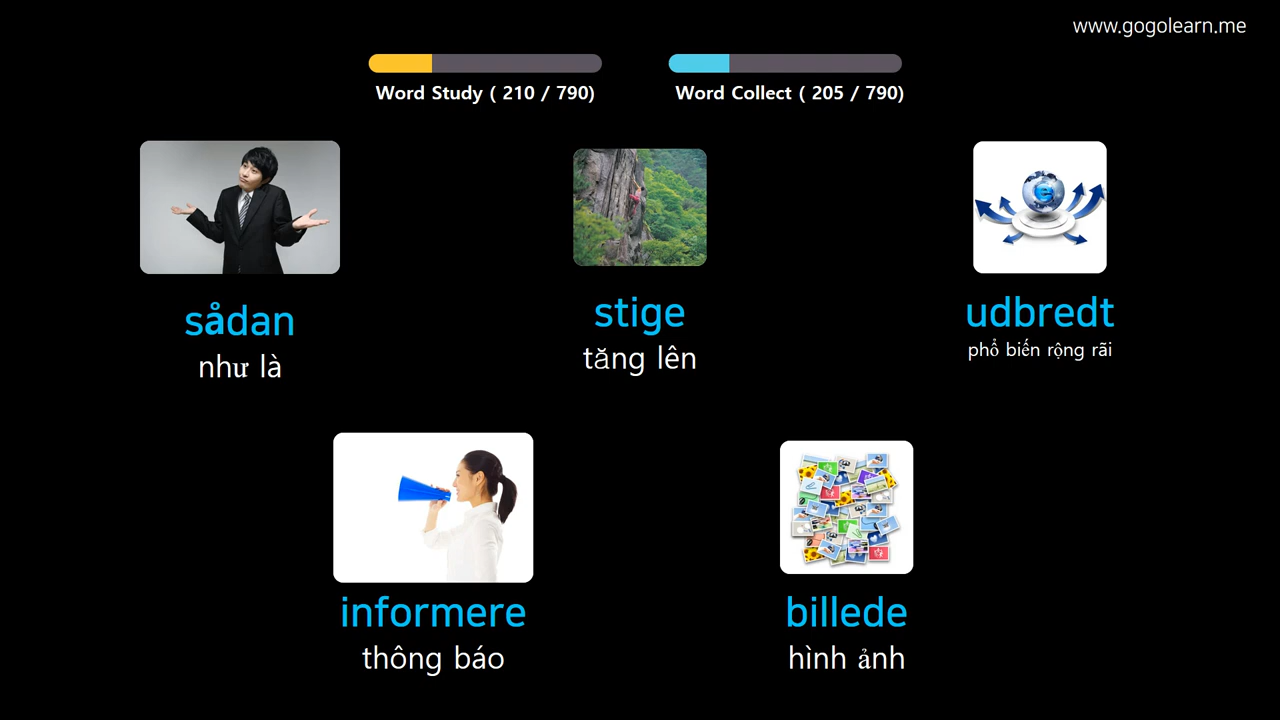 www.gogolearn.me
Word Study ( 210 / 790)
Word Collect ( 205 / 790)
sådan
như là
stige
tăng lên
udbredt
phổ biến rộng rãi
informere
thông báo
billede
hình ảnh